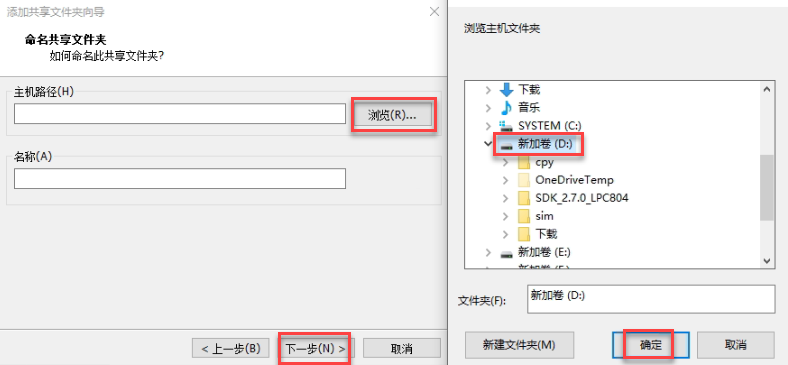 添加共享文件夹向导
命名共享文件夹
如何命名此共享文件夹?
主机路径(H)
浏览(R)...
名称(A)
< 上一步(B)
下一步(N) >
取消
浏览主机文件夹
下载
音乐
SYSTEM (C:)
新加卷 (D:)
cpy
OneDriveTemp
SDK_2.7.0_LPC804
sim
下载
新加卷 (E:)
新加卷 (F:)
文件夹(F):
新加卷 (D:)
新建文件夹(M)
确定
取消